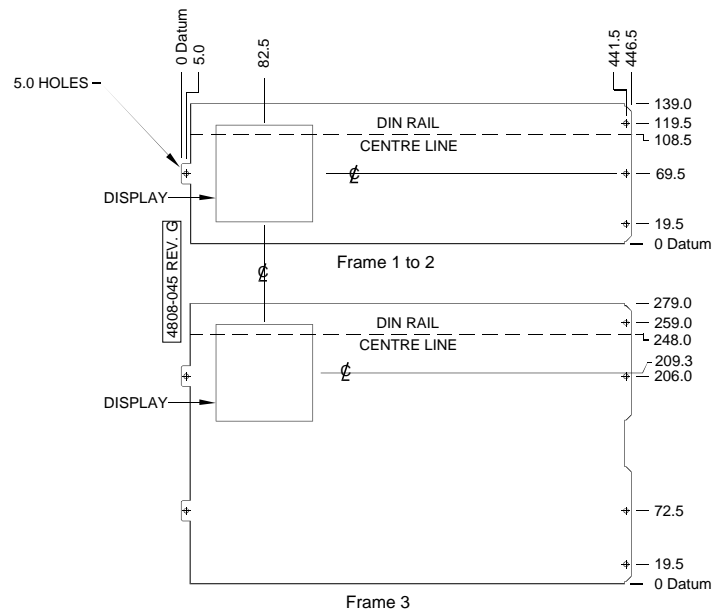 0 Datum
5.0
82.5
441.5
446.5
5.0 HOLES
139.0
DIN RAIL
119.5
108.5
CENTRE LINE
℄
69.5
DISPLAY
19.5
0 Datum
4808-045 REV. G
Frame 1 to 2
℄
279.0
DIN RAIL
259.0
248.0
CENTRE LINE
209.3
℄
206.0
DISPLAY
72.5
19.5
0 Datum
Frame 3